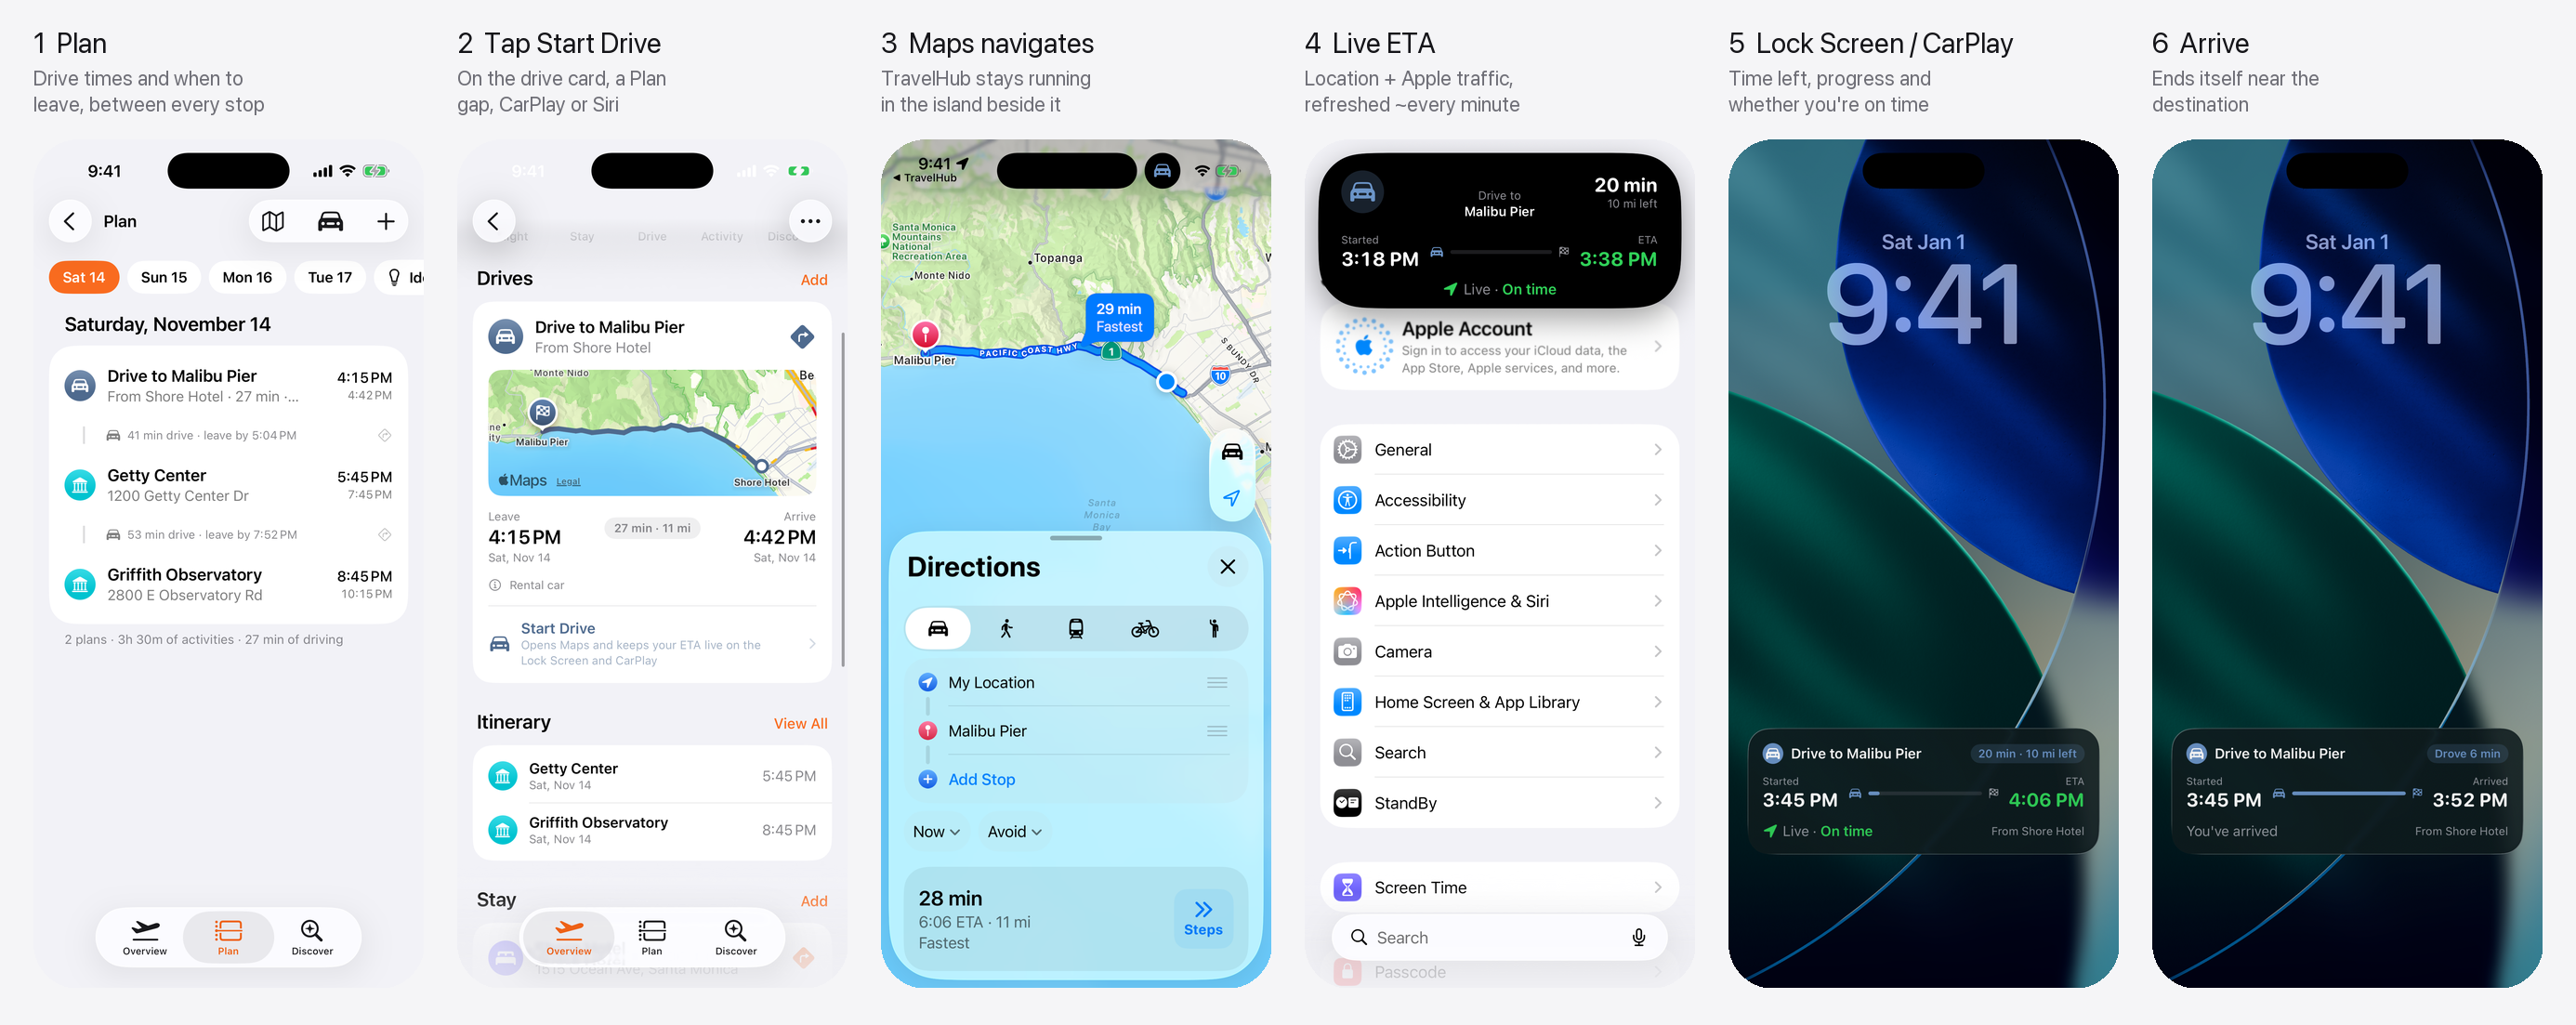 1 Plan
Drive times and when to
leave, between every stop
9:41
Plan
Sat 14
Sun 15
Mon 16
Tue 17
Saturday, November 14
Drive to Malibu Pier
4:15 PM
From Shore Hotel · 27 min ·...
4:42 PM
41 min drive · leave by 5:04 PM
Getty Center
5:45 PM
1200 Getty Center Dr
7:45 PM
53 min drive · leave by 7:52 PM
Griffith Observatory
8:45 PM
2800 E Observatory Rd
10:15 PM
2 plans · 3h 30m of activities · 27 min of driving
Overview
Plan
Discover
2 Tap Start Drive
On the drive card, a Plan
gap, CarPlay or Siri
9:41
Stay
Drive
Activity
Drives
Add
Drive to Malibu Pier
From Shore Hotel
Monte Nido
Be
Malibu Pier
Maps
Legal
Shore Hotel
Leave
Arrive
4:15 PM
27 min · 11 mi
4:42 PM
Sat, Nov 14
Sat, Nov 14
Rental car
Start Drive
Opens Maps and keeps your ETA live on the
Lock Screen and CarPlay
Itinerary
View All
Getty Center
Sat, Nov 14
5:45 PM
Griffith Observatory
Sat, Nov 14
8:45 PM
Stay
Add
1515 Ocean Ave, Santa Monica
Overview
Plan
Discover
3 Maps navigates
TravelHub stays running
in the island beside it
9:41
TravelHub
Santa Monica
Mountains
National
Recreation Area
Topanga
Monte Nido
29 min
Fastest
Malibu Pier
PACIFIC COAST HWY
1
S BUNDY DR
10
Santa
Monica
Bay
Directions
My Location
Malibu Pier
Add Stop
Now
Avoid
28 min
6:06 ETA · 11 mi
Fastest
Steps
4 Live ETA
Location + Apple traffic,
refreshed ~every minute
20 min
10 mi left
Drive to
Malibu Pier
Started
ETA
3:18 PM
3:38 PM
Live · On time
Apple Account
Sign in to access your iCloud data, the
App Store, Apple services, and more.
General
Accessibility
Action Button
Apple Intelligence & Siri
Camera
Home Screen & App Library
Search
StandBy
Screen Time
Search
Passcode
5 Lock Screen / CarPlay
Time left, progress and
whether you're on time
Sat Jan 1
9:41
Drive to Malibu Pier
20 min · 10 mi left
Started
ETA
3:45 PM
4:06 PM
Live · On time
From Shore Hotel
6 Arrive
Ends itself near the
destination
Sat Jan 1
9:41
Drive to Malibu Pier
Drove 6 min
Started
Arrived
3:45 PM
3:52 PM
You've arrived
From Shore Hotel